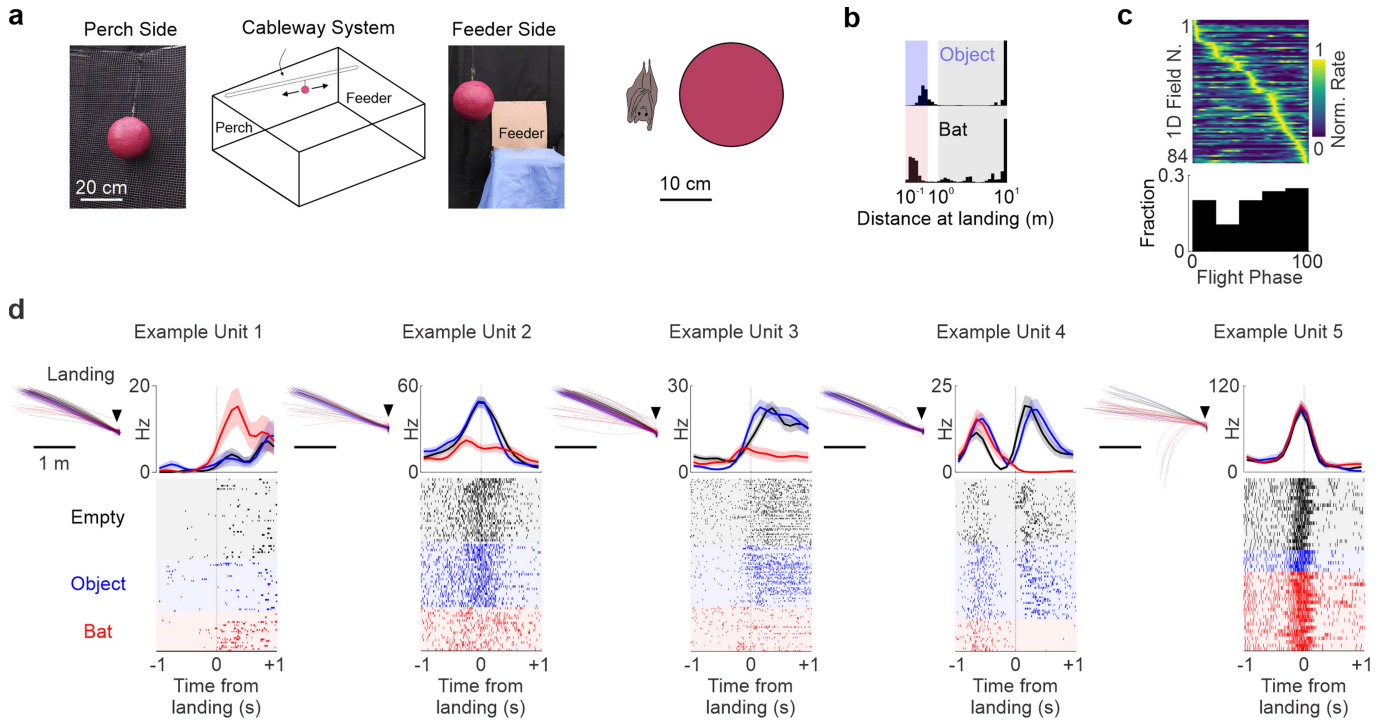 a
Perch Side
Cableway System
Feeder Side
20 cm
Perch
Feeder
Feeder
10 cm
b
Object
Bat
10⁻¹
10⁰
10¹
Distance at landing (m)
c
1
1D Field N.
84
1
Norm. Rate
0
0.3
Fraction
0
0
100
Flight Phase
d
Example Unit 1
Example Unit 2
Example Unit 3
Example Unit 4
Example Unit 5
Landing
1 m
20
Hz
0
60
Hz
0
30
Hz
0
25
Hz
0
120
Hz
0
Empty
Object
Bat
-1 0 +1
Time from
landing (s)
-1 0 +1
Time from
landing (s)
-1 0 +1
Time from
landing (s)
-1 0 +1
Time from
landing (s)
-1 0 +1
Time from
landing (s)